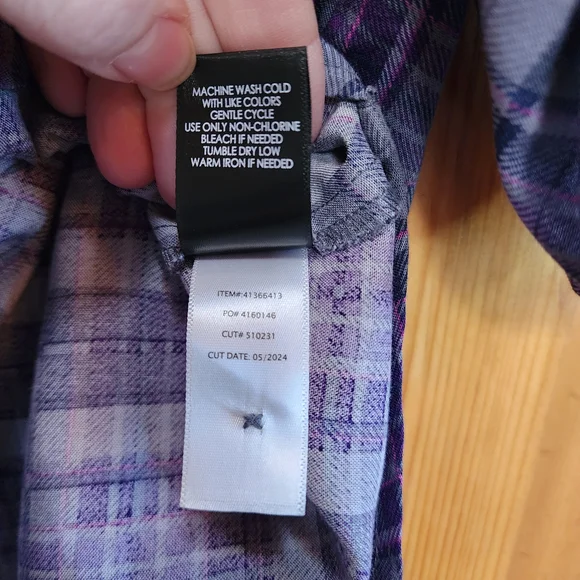 MACHINE WASH COLD
WITH LIKE COLORS
GENTLE CYCLE
USE ONLY NON-CHLORINE
BLEACH IF NEEDED
TUMBLE DRY LOW
WARM IRON IF NEEDED
ITEM#:41366413
PO# 4160146
CUT# 510231
CUT DATE: 05/2024